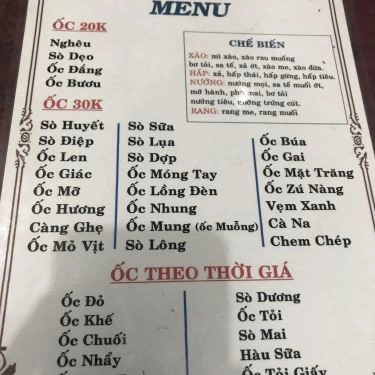 MENU
ỐC 20K
Nghêu
Sò Dẹo
Ốc Đắng
Ốc Bươu
CHẾ BIẾN
XÀO: mì xào, xào rau muống
bơ tỏi, sa tế, xả ớt, xào me, xào dừa.
HẤP: xả, hấp thái, hấp gừng, hấp tiêu.
NƯỚNG: nướng mọi, sa tế muối ớt,
mỡ hành, phô mai, bơ tỏi
nướng tiêu, nướng trứng cút.
RANG: rang me, rang muối
ỐC 30K
Sò Huyết
Sò Điệp
Ốc Len
Ốc Giác
Ốc Mỡ
Ốc Hương
Càng Ghẹ
Ốc Mỏ Vịt
Sò Sữa
Sò Lụa
Sò Dợp
Ốc Móng Tay
Ốc Lồng Đèn
Ốc Nhung
Ốc Mung (ốc Muỗng)
Sò Lông
Ốc Búa
Ốc Gai
Ốc Mặt Trăng
Ốc Zú Nàng
Vẹm Xanh
Cà Na
Chem Chép
ỐC THEO THỜI GIÁ
Ốc Đỏ
Ốc Khế
Ốc Chuối
Ốc Nhẩy
Sò Dương
Ốc Tỏi
Sò Mai
Hàu Sữa
Ốc Tỏi Giấy